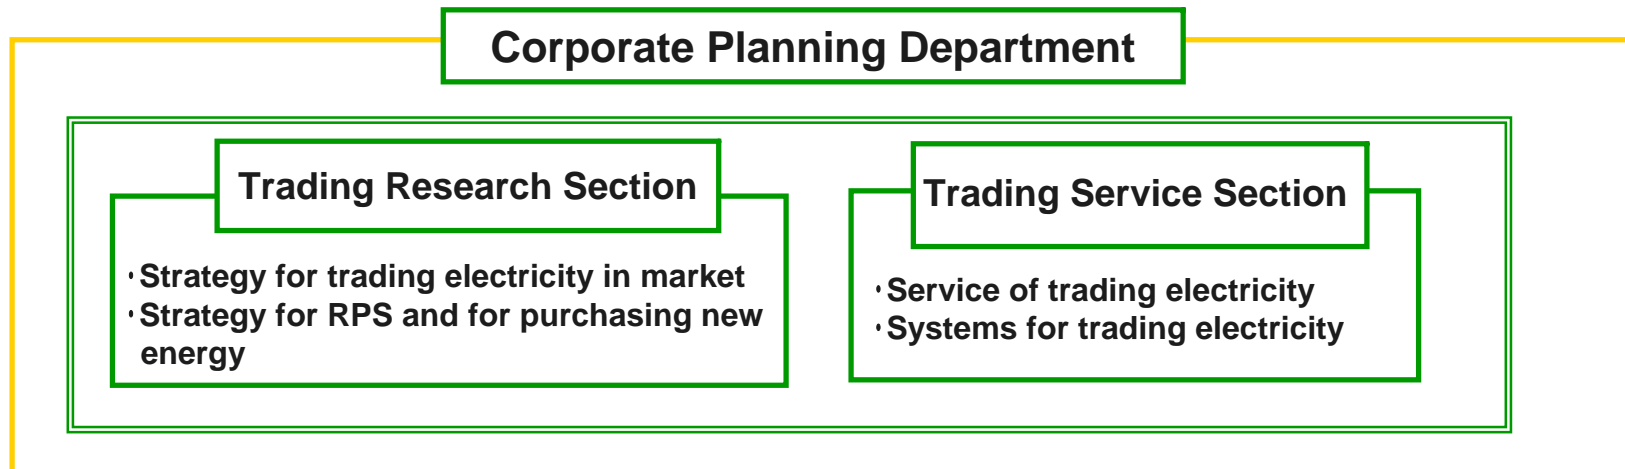 Corporate Planning Department
Trading Research Section
・Strategy for trading electricity in market
・Strategy for RPS and for purchasing new
energy
Trading Service Section
・Service of trading electricity
・Systems for trading electricity